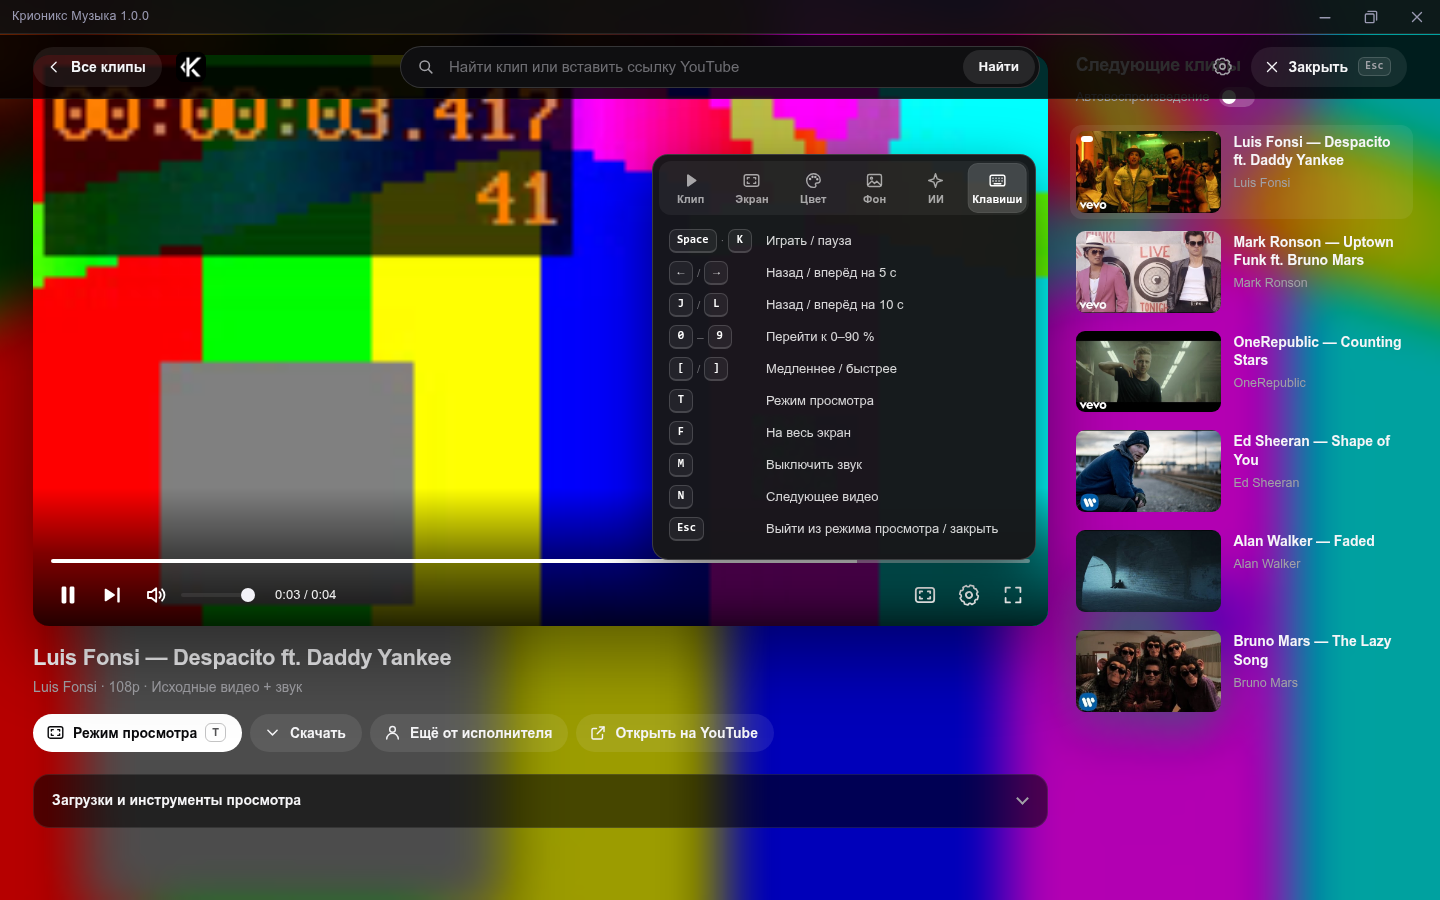 Крионикс Музыка 1.0.0
Все клипы
Найти клип или вставить ссылку YouTube
Найти
Следующие клипы
Закрыть Esc
Автовоспроизведение
00:00:03.417
41
Клип
Экран
Цвет
Фон
ИИ
Клавиши
Space · K Играть / пауза
← / → Назад / вперёд на 5 с
J / L Назад / вперёд на 10 с
0 – 9 Перейти к 0–90 %
[ / ] Медленнее / быстрее
T Режим просмотра
F На весь экран
M Выключить звук
N Следующее видео
Esc Выйти из режима просмотра / закрыть
0:03 / 0:04
Luis Fonsi — Despacito ft. Daddy Yankee
Luis Fonsi · 108p · Исходные видео + звук
Режим просмотра T
Скачать
Ещё от исполнителя
Открыть на YouTube
Загрузки и инструменты просмотра
vevo
Luis Fonsi — Despacito
ft. Daddy Yankee
Luis Fonsi
LIVE
vevo
Mark Ronson — Uptown
Funk ft. Bruno Mars
Mark Ronson
vevo
OneRepublic — Counting
Stars
OneRepublic
Ed Sheeran — Shape of
You
Ed Sheeran
Alan Walker — Faded
Alan Walker
Bruno Mars — The Lazy
Song
Bruno Mars